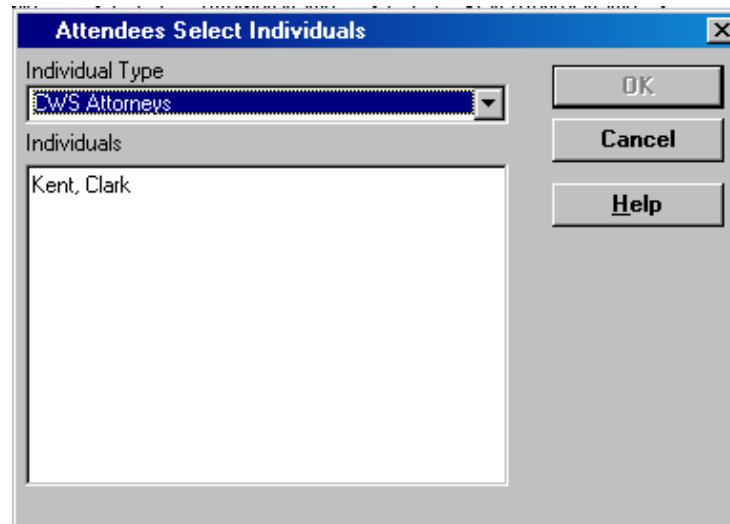 Attendees Select Individuals
Individual Type
CWS Attorneys
Individuals
Kent, Clark
OK
Cancel
Help